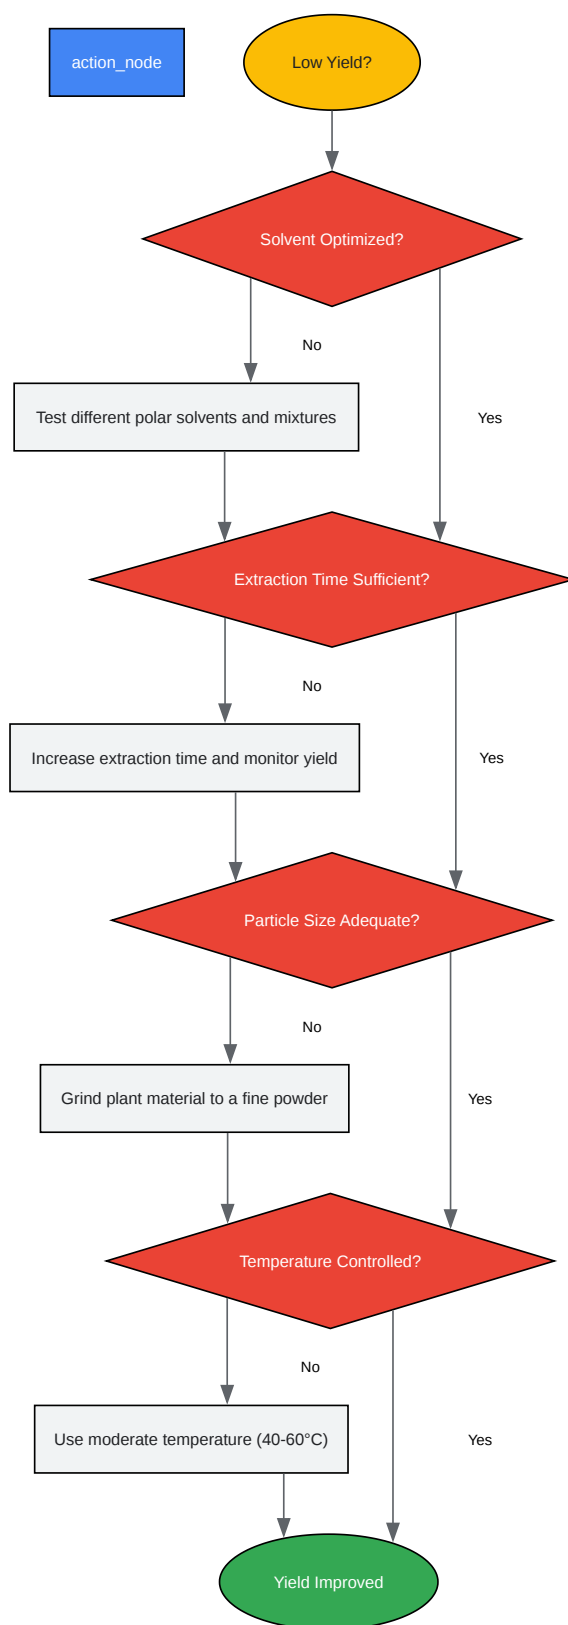 action_node
Low Yield?
Solvent Optimized?
No
Test different polar solvents and mixtures
Yes
Extraction Time Sufficient?
No
Increase extraction time and monitor yield
Yes
Particle Size Adequate?
No
Grind plant material to a fine powder
Yes
Temperature Controlled?
No
Use moderate temperature (40-60°C)
Yes
Yield Improved